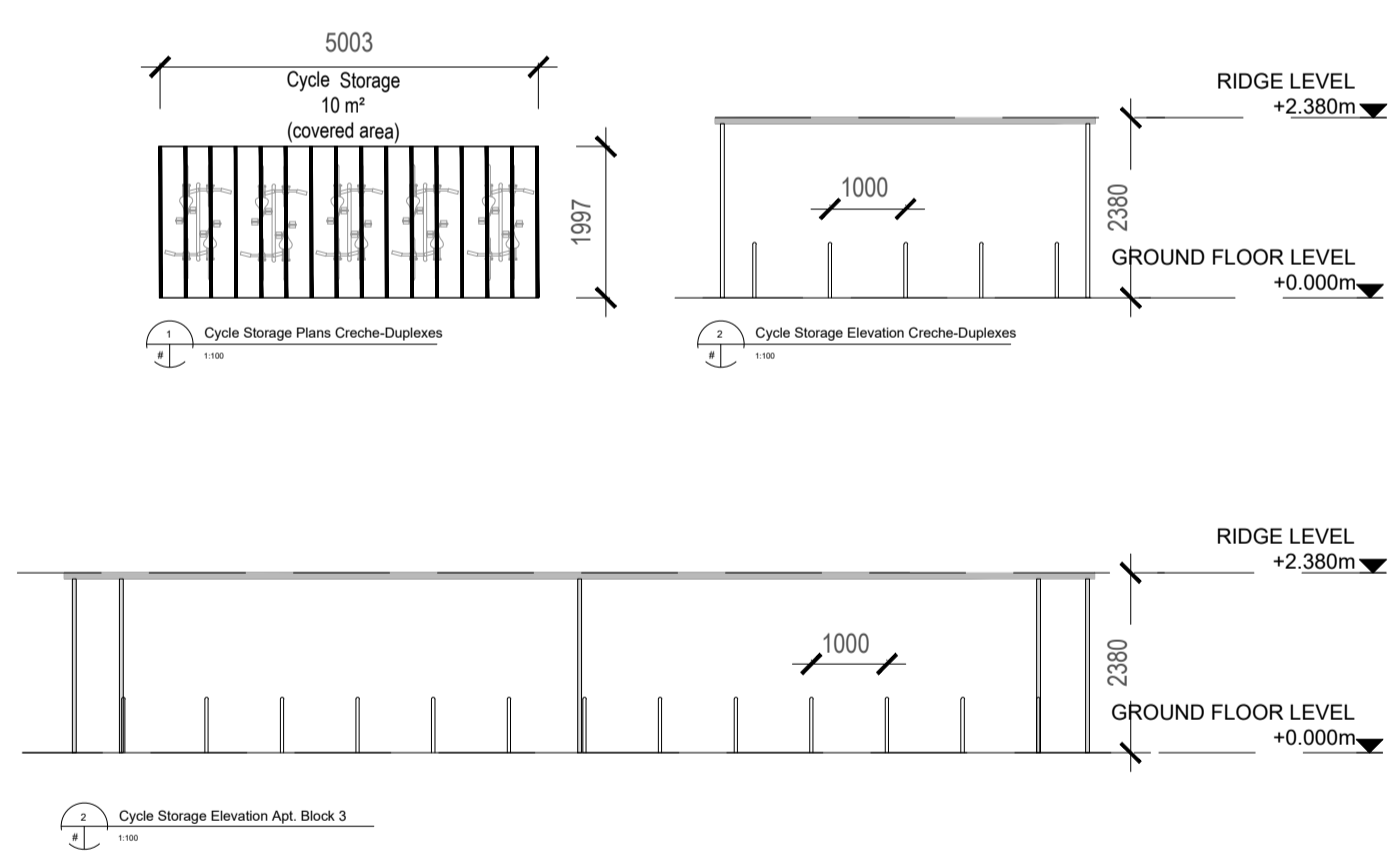 5003
Cycle Storage
10 m²
(covered area)
1997
1
#
Cycle Storage Plans Creche-Duplexes
1:100
RIDGE LEVEL
+2.380m
1000
2380
GROUND FLOOR LEVEL
+0.000m
2
#
Cycle Storage Elevation Creche-Duplexes
1:100
RIDGE LEVEL
+2.380m
1000
2380
GROUND FLOOR LEVEL
+0.000m
2
#
Cycle Storage Elevation Apt. Block 3
1:100